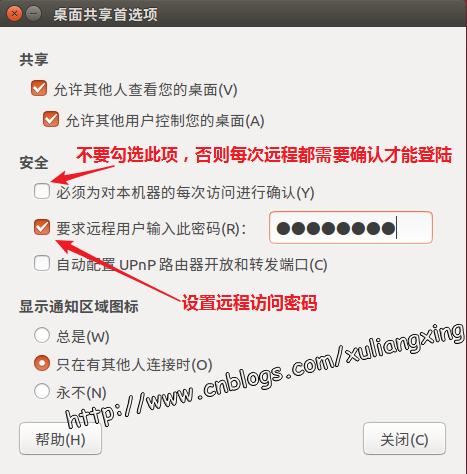 桌面共享首选项
共享
允许其他人查看您的桌面(V)
允许其他用户控制您的桌面(A)
不要勾选此项，否则每次远程都需要确认才能登陆
安全
必须为对本机器的每次访问进行确认(Y)
要求远程用户输入此密码(R)： ●●●●●●●●
自动配置 UPnP 路由器开放和转发端口(C)
设置远程访问密码
显示通知区域图标
总是(W)
只在有其他人连接时(O)
永不(N)
http://www.cnblogs.com/xuliangxing
帮助(H) 关闭(C)